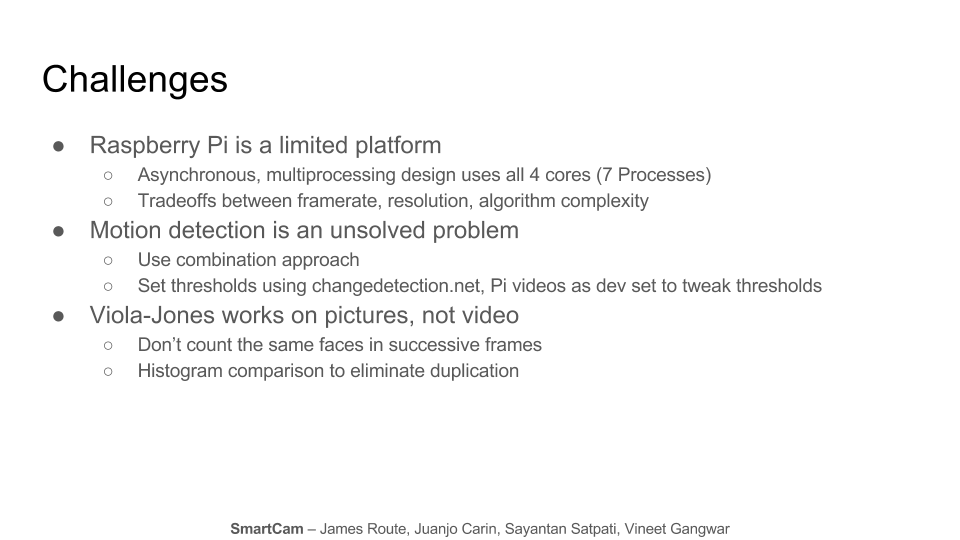 Challenges
● Raspberry Pi is a limited platform
○ Asynchronous, multiprocessing design uses all 4 cores (7 Processes)
○ Tradeoffs between framerate, resolution, algorithm complexity
● Motion detection is an unsolved problem
○ Use combination approach
○ Set thresholds using changedetection.net, Pi videos as dev set to tweak thresholds
● Viola-Jones works on pictures, not video
○ Don’t count the same faces in successive frames
○ Histogram comparison to eliminate duplication
SmartCam – James Route, Juanjo Carin, Sayantan Satpati, Vineet Gangwar